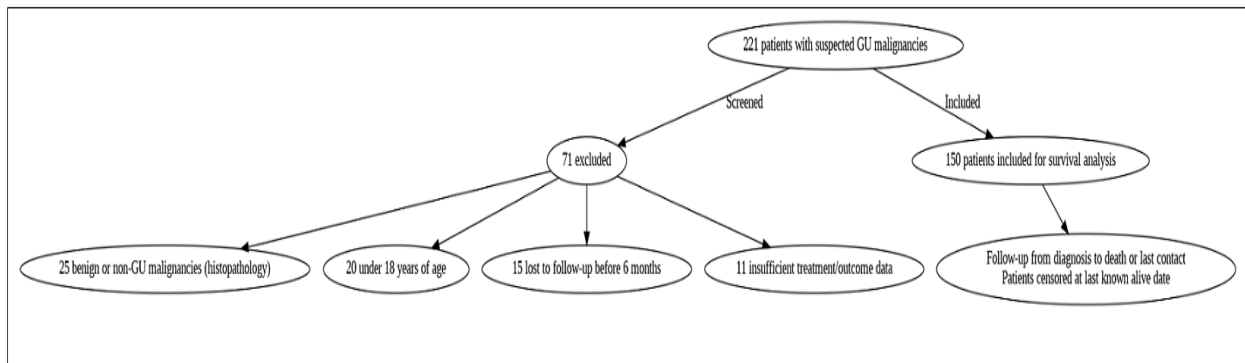 221 patients with suspected GU malignancies
Screened
Included
71 excluded
150 patients included for survival analysis
25 benign or non-GU malignancies (histopathology)
20 under 18 years of age
15 lost to follow-up before 6 months
11 insufficient treatment/outcome data
Follow-up from diagnosis to death or last contact
Patients censored at last known alive date